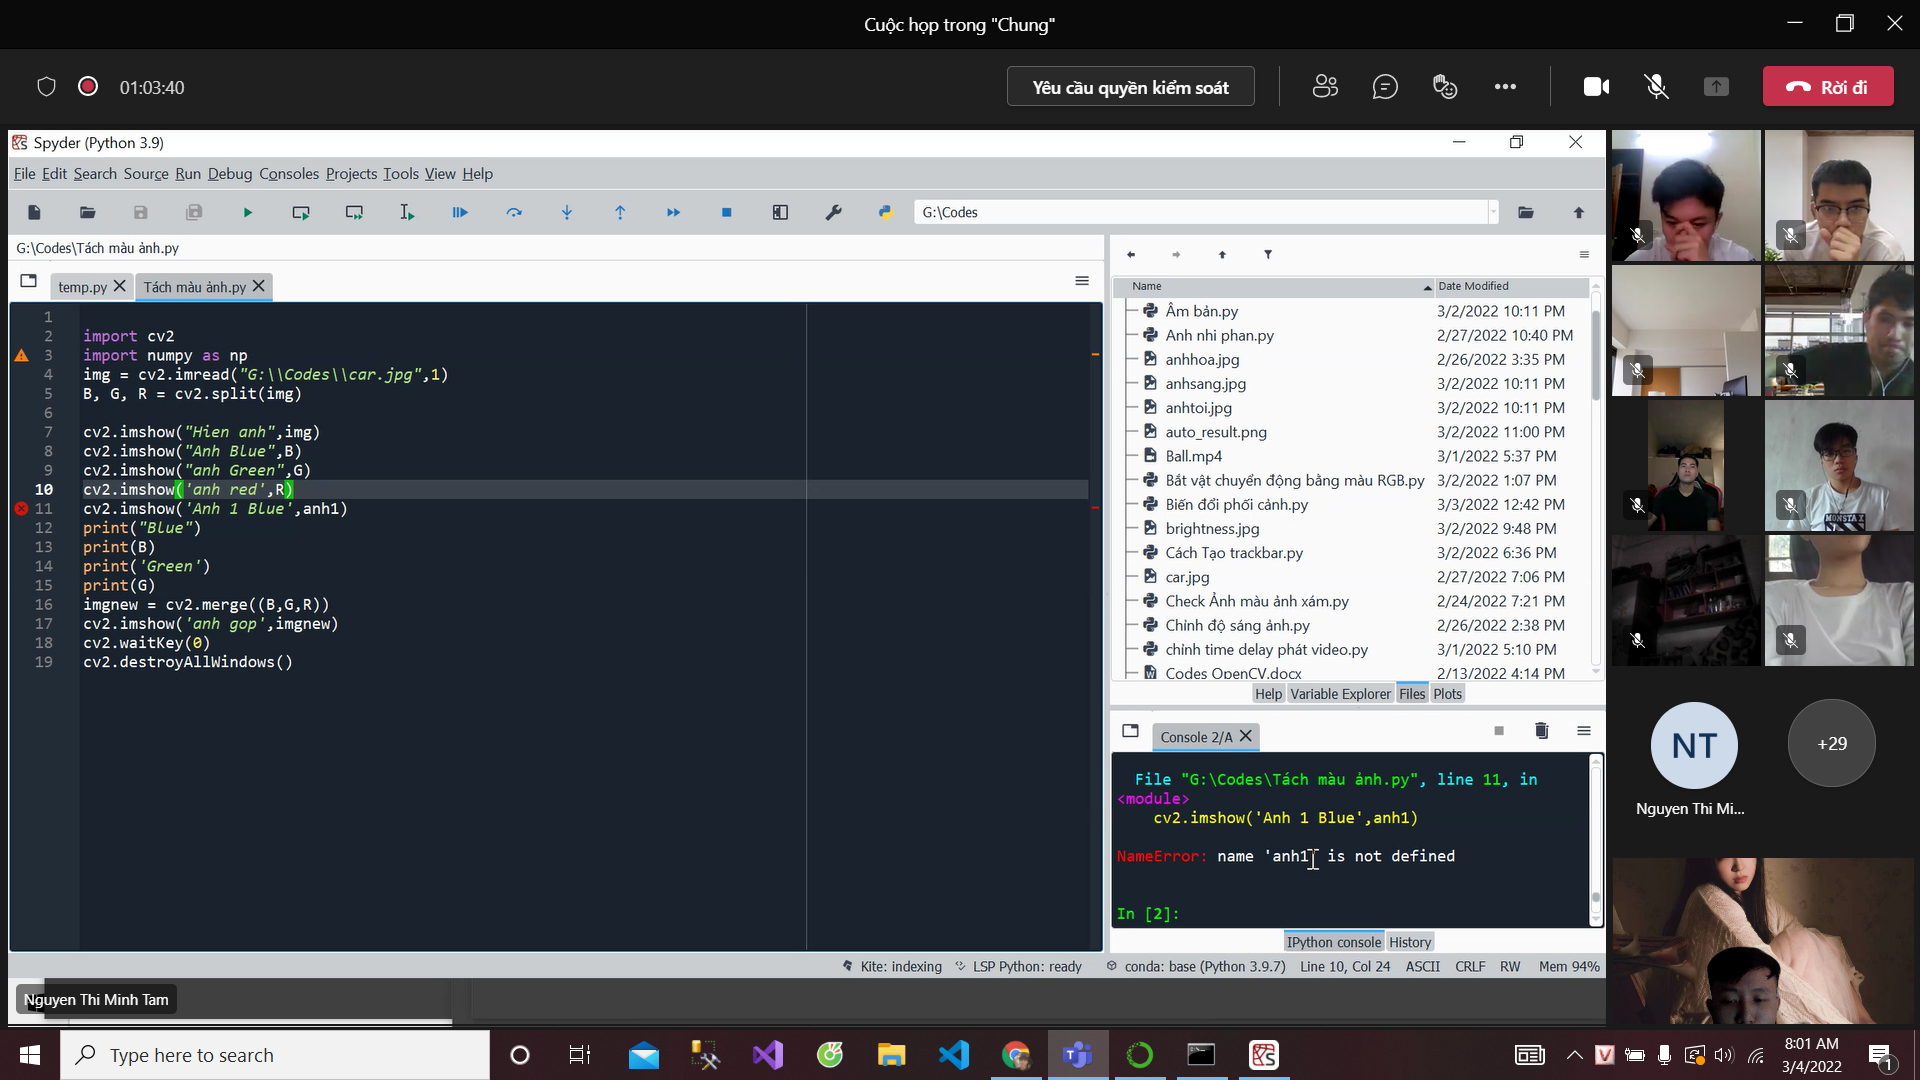 Cuộc họp trong "Chung"
01:03:40
Yêu cầu quyền kiểm soát
Rời đi
Spyder (Python 3.9)
File Edit Search Source Run Debug Consoles Projects Tools View Help
G:\Codes
G:\Codes\Tách màu ảnh.py
temp.py
Tách màu ảnh.py
1
2 import cv2
3 import numpy as np
4 img = cv2.imread("G:\\Codes\\car.jpg",1)
5 B, G, R = cv2.split(img)
6
7 cv2.imshow("Hien anh",img)
8 cv2.imshow("Anh Blue",B)
9 cv2.imshow("anh Green",G)
10 cv2.imshow('anh red',R)
11 cv2.imshow('Anh 1 Blue',anh1)
12 print("Blue")
13 print(B)
14 print('Green')
15 print(G)
16 imgnew = cv2.merge((B,G,R))
17 cv2.imshow('anh gop',imgnew)
18 cv2.waitKey(0)
19 cv2.destroyAllWindows()
Name Date Modified
Âm bản.py 3/2/2022 10:11 PM
Anh nhi phan.py 2/27/2022 10:40 PM
anhhoa.jpg 2/26/2022 3:35 PM
anhsang.jpg 3/2/2022 10:11 PM
anhtoi.jpg 3/2/2022 10:11 PM
auto_result.png 3/2/2022 11:00 PM
Ball.mp4 3/1/2022 5:37 PM
Bắt vật chuyển động bằng màu RGB.py 3/2/2022 1:07 PM
Biến đổi phối cảnh.py 3/3/2022 12:42 PM
brightness.jpg 3/2/2022 9:48 PM
Cách Tạo trackbar.py 3/2/2022 6:36 PM
car.jpg 2/27/2022 7:06 PM
Check Ảnh màu ảnh xám.py 2/24/2022 7:21 PM
Chỉnh độ sáng ảnh.py 2/26/2022 2:38 PM
chỉnh time delay phát video.py 3/1/2022 5:10 PM
Codes OpenCV.docx 2/13/2022 4:14 PM
Help Variable Explorer Files Plots
Console 2/A
File "G:\Codes\Tách màu ảnh.py", line 11, in
<module>
cv2.imshow('Anh 1 Blue',anh1)
NameError: name 'anh1' is not defined
In [2]:
IPython console History
Kite: indexing LSP Python: ready conda: base (Python 3.9.7) Line 10, Col 24 ASCII CRLF RW Mem 94%
MONSTA X
NT
+29
Nguyen Thi Mi...
Nguyen Thi Minh Tam
Type here to search
8:01 AM
3/4/2022
1